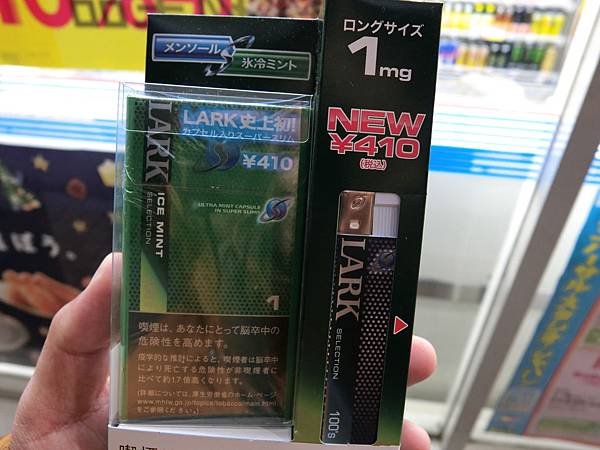 メンソール
氷冷ミント
ロングサイズ
1mg
NEW
¥410
(税込)
LARK史上初!
カプセル入りスーパースリム
¥410
ULTRA MINT CAPSULE
IN SUPER SLIMS
LARK
ICE MINT
SELECTION
1
喫煙は、あなたにとって脳卒中の
危険性を高めます。
疫学的な推計によると、喫煙者は脳卒中
により死亡する危険性が非喫煙者に
比べて約1.7倍高くなります。
(詳細については、厚生労働省のホーム・ページ
www.mhlw.go.jp/topics/tobacco/main.html
をご参照ください。)
LARK
SELECTION
100's